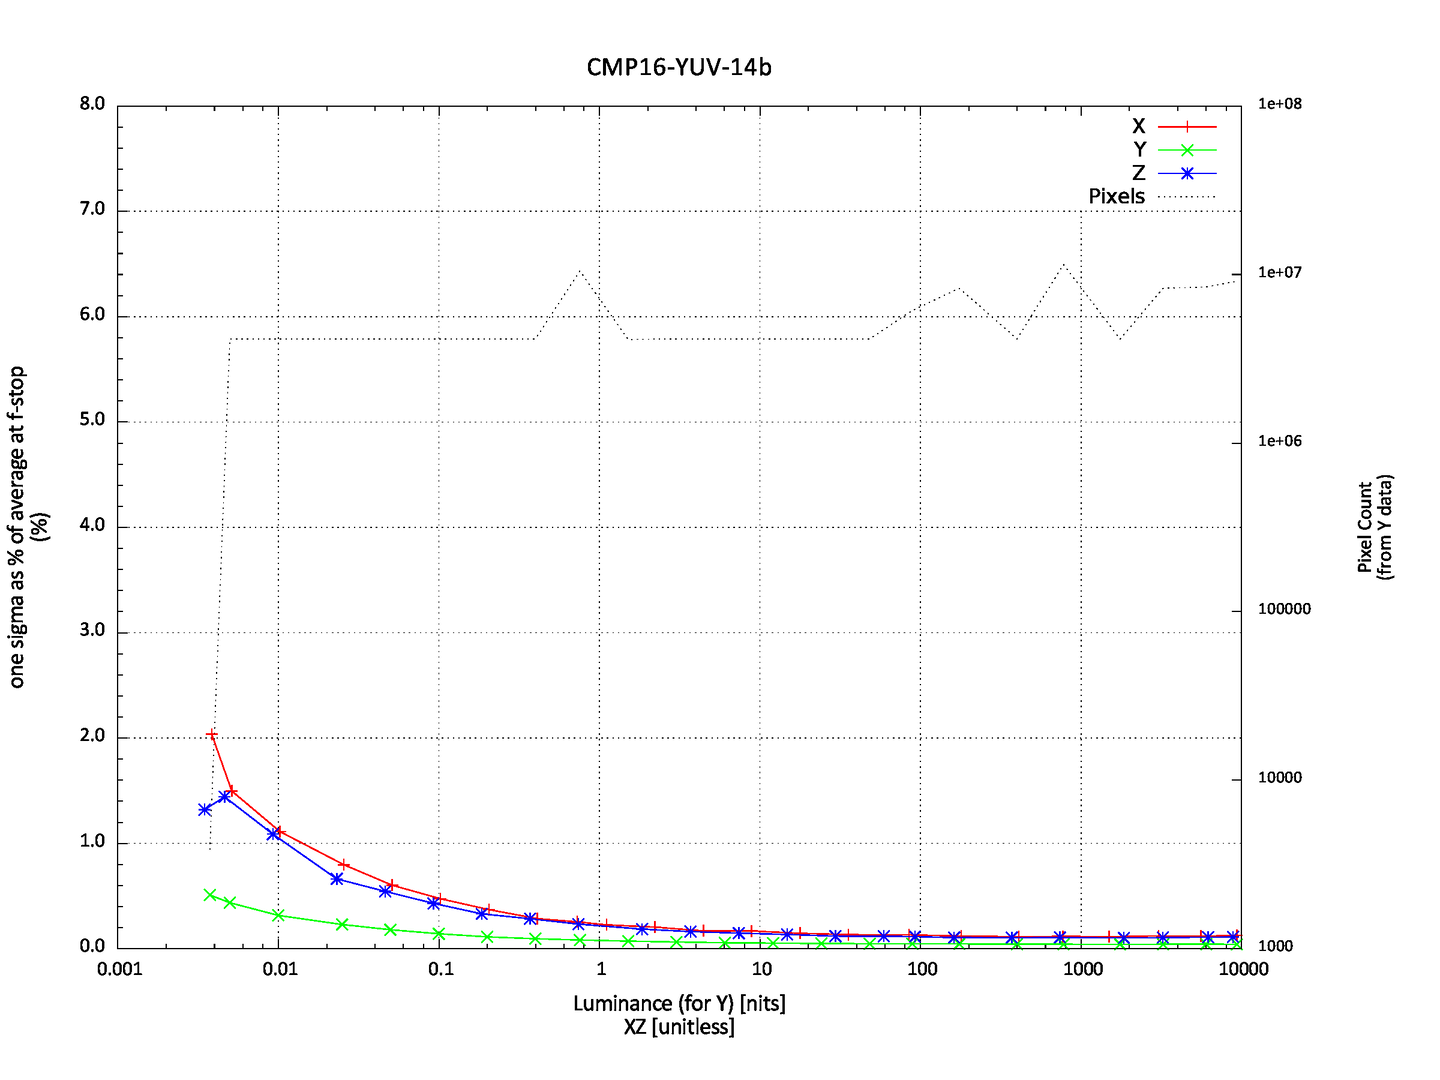 CMP16-YUV-14b
8.0
7.0
6.0
5.0
4.0
3.0
2.0
1.0
0.0
one sigma as % of average at f-stop
(%)
X
Y
Z
Pixels
1e+08
1e+07
1e+06
100000
10000
1000
Pixel Count
(from Y data)
0.001 0.01 0.1 1 10 100 1000 10000
Luminance (for Y) [nits]
XZ [unitless]